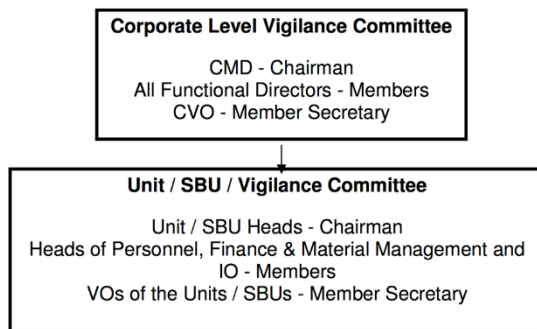 Corporate Level Vigilance Committee
CMD - Chairman
All Functional Directors - Members
CVO - Member Secretary
Unit / SBU / Vigilance Committee
Unit / SBU Heads - Chairman
Heads of Personnel, Finance & Material Management and
IO - Members
VOs of the Units / SBUs - Member Secretary